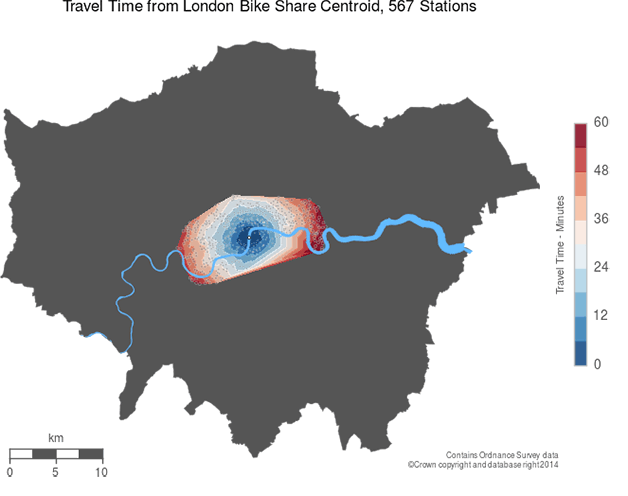 Travel Time from London Bike Share Centroid, 567 Stations
60
48
36
24
12
0
Travel Time - Minutes
km
0 5 10
Contains Ordnance Survey data
©Crown copyright and database right2014